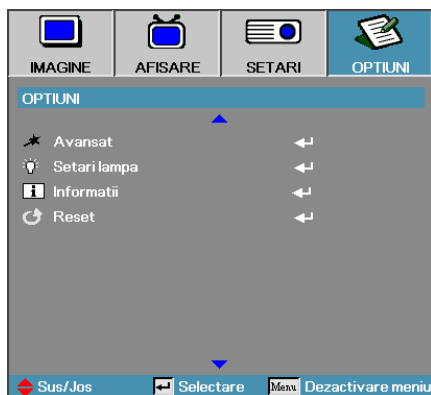 IMAGINE AFISARE SETARI OPTIUNI
OPTIUNI
Avansat
Setari lampa
Informatii
Reset
Sus/Jos Selectare Menu Dezactivare meniu